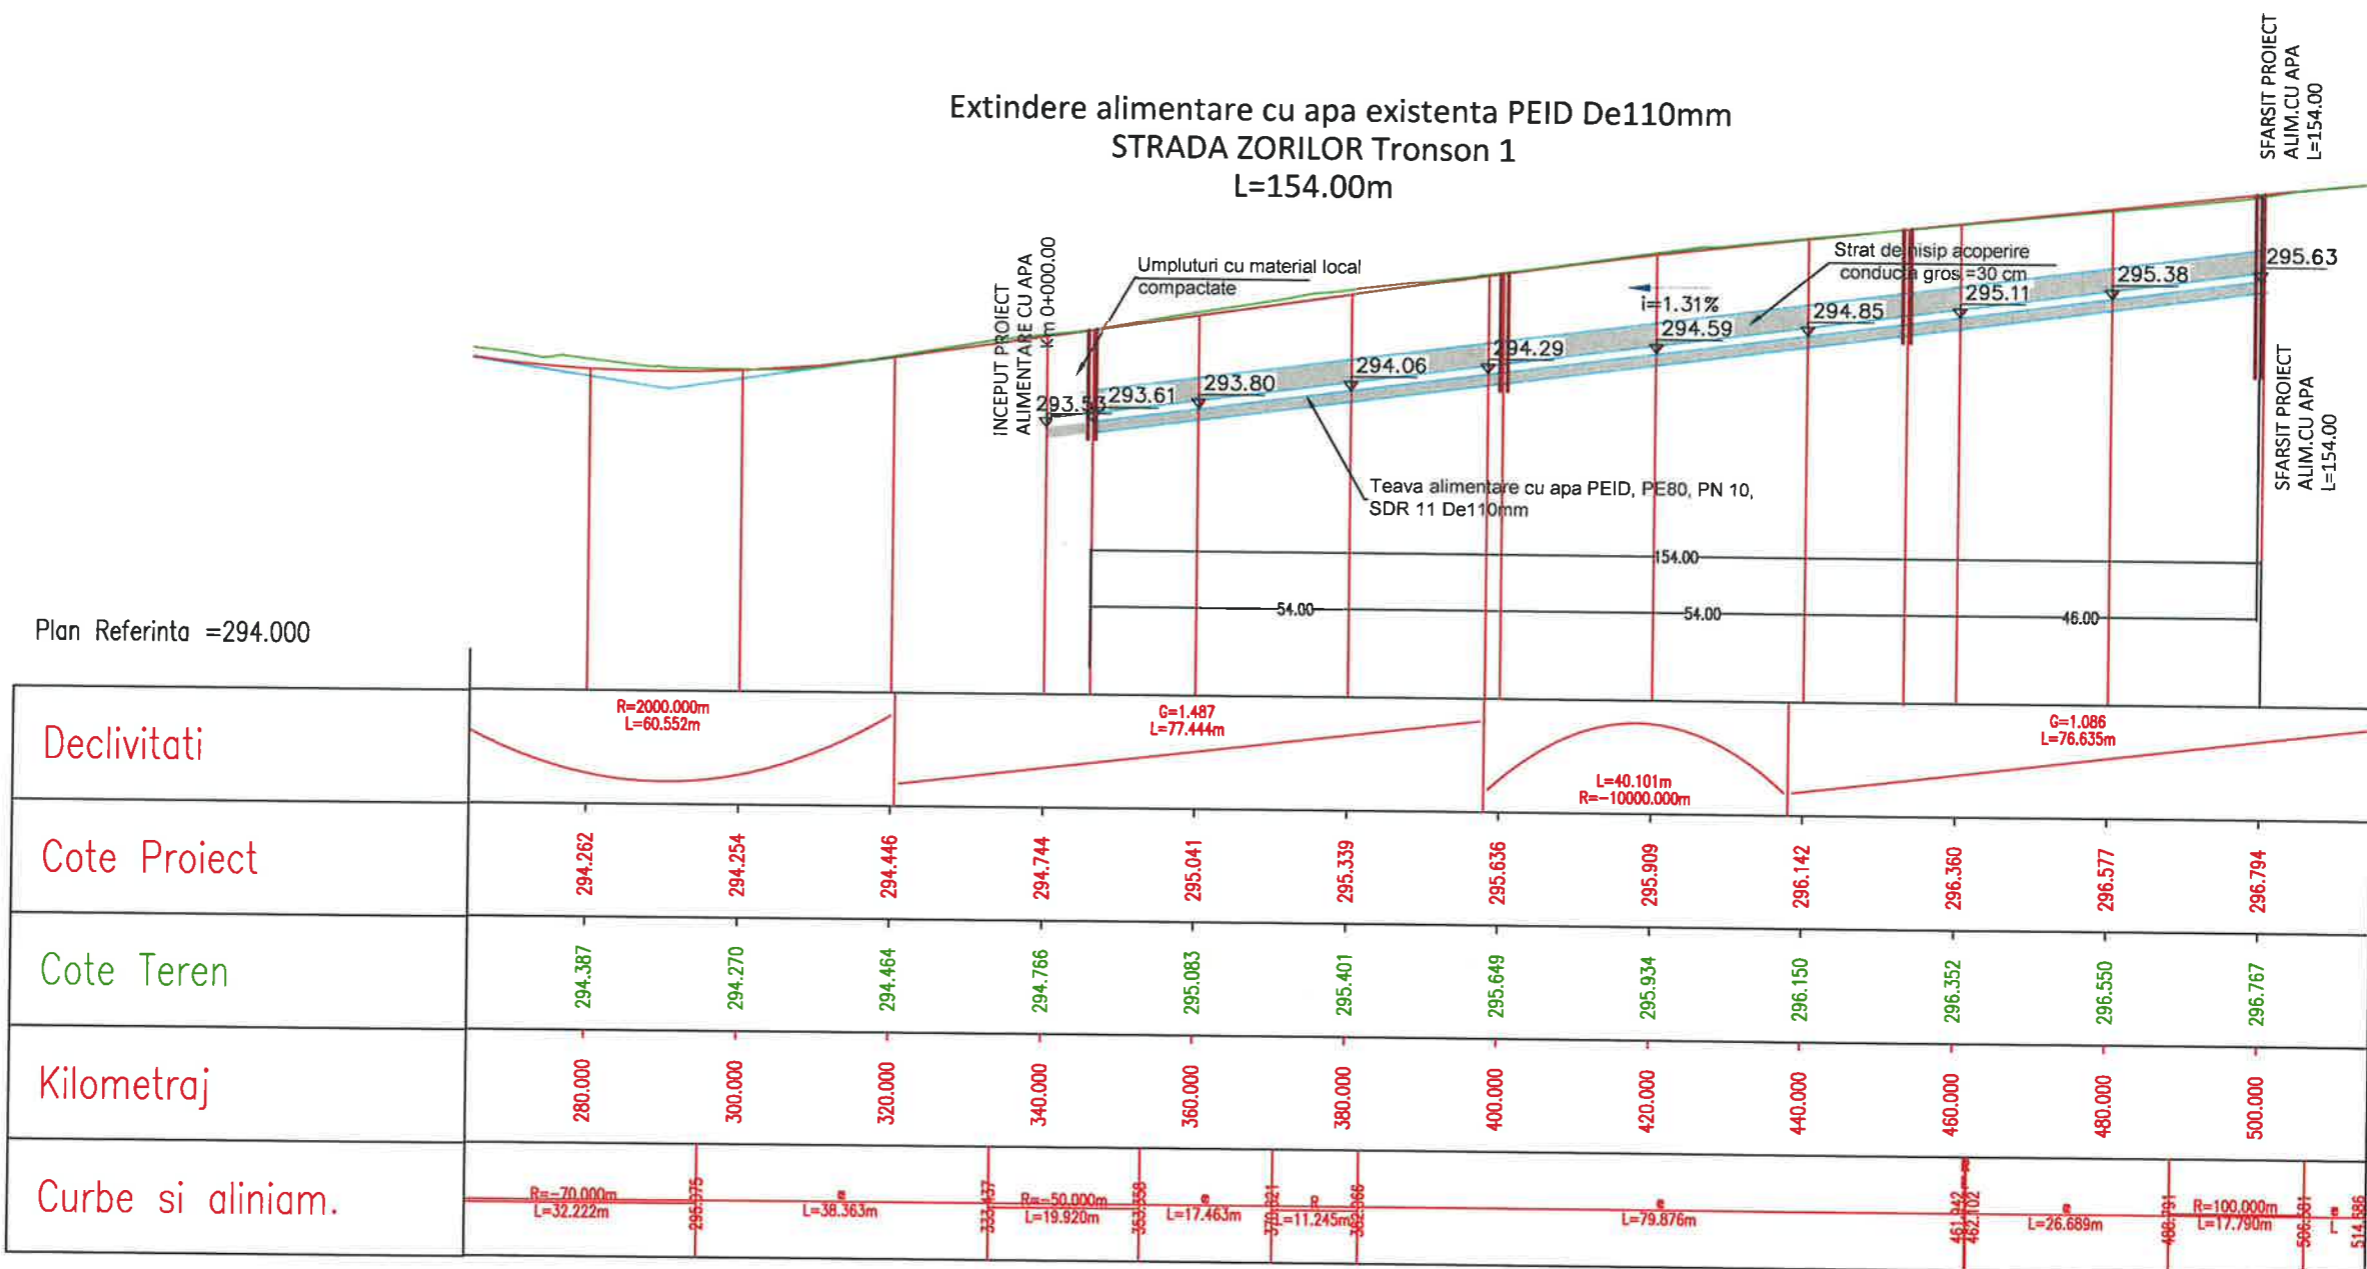 Extindere alimentare cu apa existenta PEID De110mm
STRADA ZORILOR Tronson 1
L=154.00m
SFARSIT PROIECT
ALIM.CU APA
L=154.00
INCEPUT PROIECT
ALIMENTARE CU APA
Km 0+000.00
Umpluturi cu material local
compactate
Strat de nisip acoperire
conducta gros.=30 cm
i=1.31%
293.53
293.61
293.80
294.06
294.29
294.59
294.85
295.11
295.38
295.63
Teava alimentare cu apa PEID, PE80, PN 10,
SDR 11 De110mm
SFARSIT PROIECT
ALIM.CU APA
L=154.00
154.00
54.00
54.00
46.00
Plan Referinta =294.000
Declivitati
R=2000.000m
L=60.552m
G=1.487
L=77.444m
L=40.101m
R=-10000.000m
G=1.086
L=76.635m
Cote Proiect
294.262
294.254
294.446
294.744
295.041
295.339
295.636
295.909
296.142
296.360
296.577
296.794
Cote Teren
294.387
294.270
294.464
294.766
295.083
295.401
295.649
295.934
296.150
296.352
296.550
296.767
Kilometraj
280.000
300.000
320.000
340.000
360.000
380.000
400.000
420.000
440.000
460.000
480.000
500.000
Curbe si aliniam.
R=-70.000m
L=32.222m
L=38.363m
R=-50.000m
L=19.920m
L=17.463m
L=11.245m
L=79.876m
L=26.689m
R=100.000m
L=17.790m
L